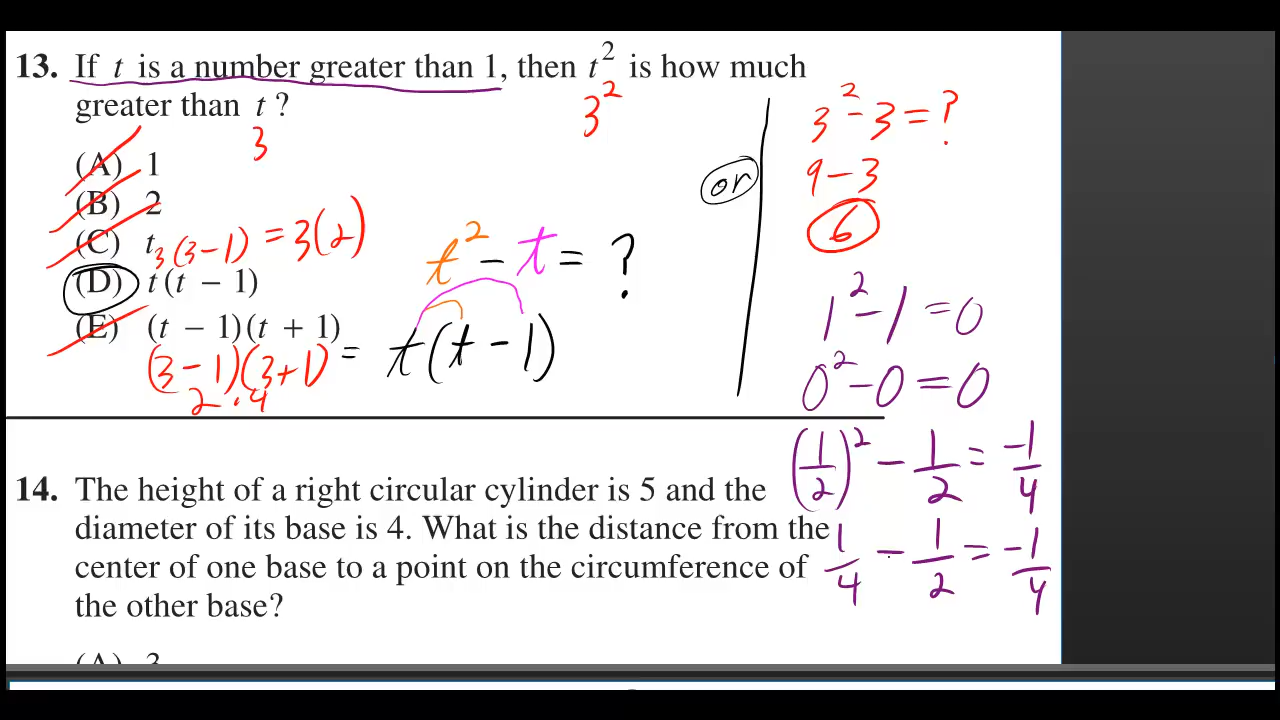 13. If t is a number greater than 1, then t² is how much
greater than t ?
3
3²
(A) 1
(B) 2
(C) t
3(3-1) = 3(2)
(D) t(t − 1)
(E) (t − 1)(t + 1)
(3-1)(3+1)
2 . 4
t² - t = ?
= t(t-1)
or
3² - 3 = ?
9 - 3
6
1² - 1 = 0
0² - 0 = 0
(1/2)² - 1/2 = -1/4
1/4 - 1/2 = -1/4
14. The height of a right circular cylinder is 5 and the
diameter of its base is 4. What is the distance from the
center of one base to a point on the circumference of
the other base?
(A) 3